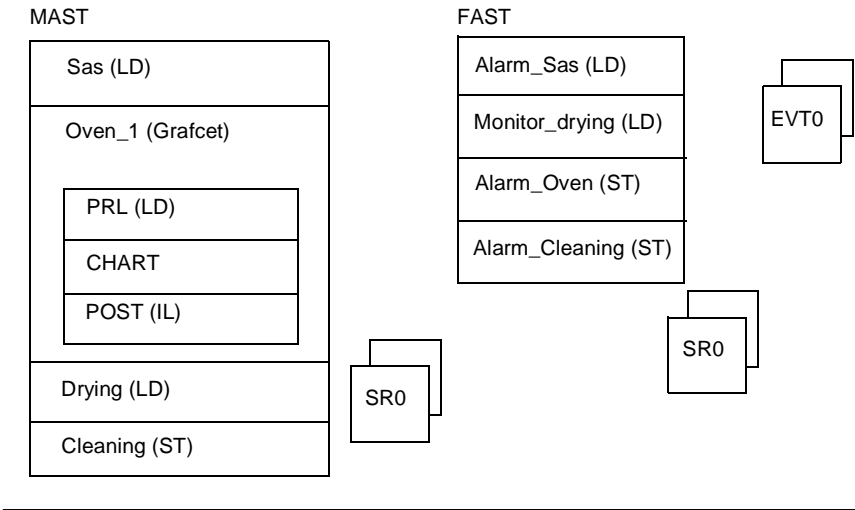 MAST
Sas (LD)
Oven_1 (Grafcet)
PRL (LD)
CHART
POST (IL)
Drying (LD)
Cleaning (ST)
SR0
FAST
Alarm_Sas (LD)
Monitor_drying (LD)
Alarm_Oven (ST)
Alarm_Cleaning (ST)
SR0
EVT0